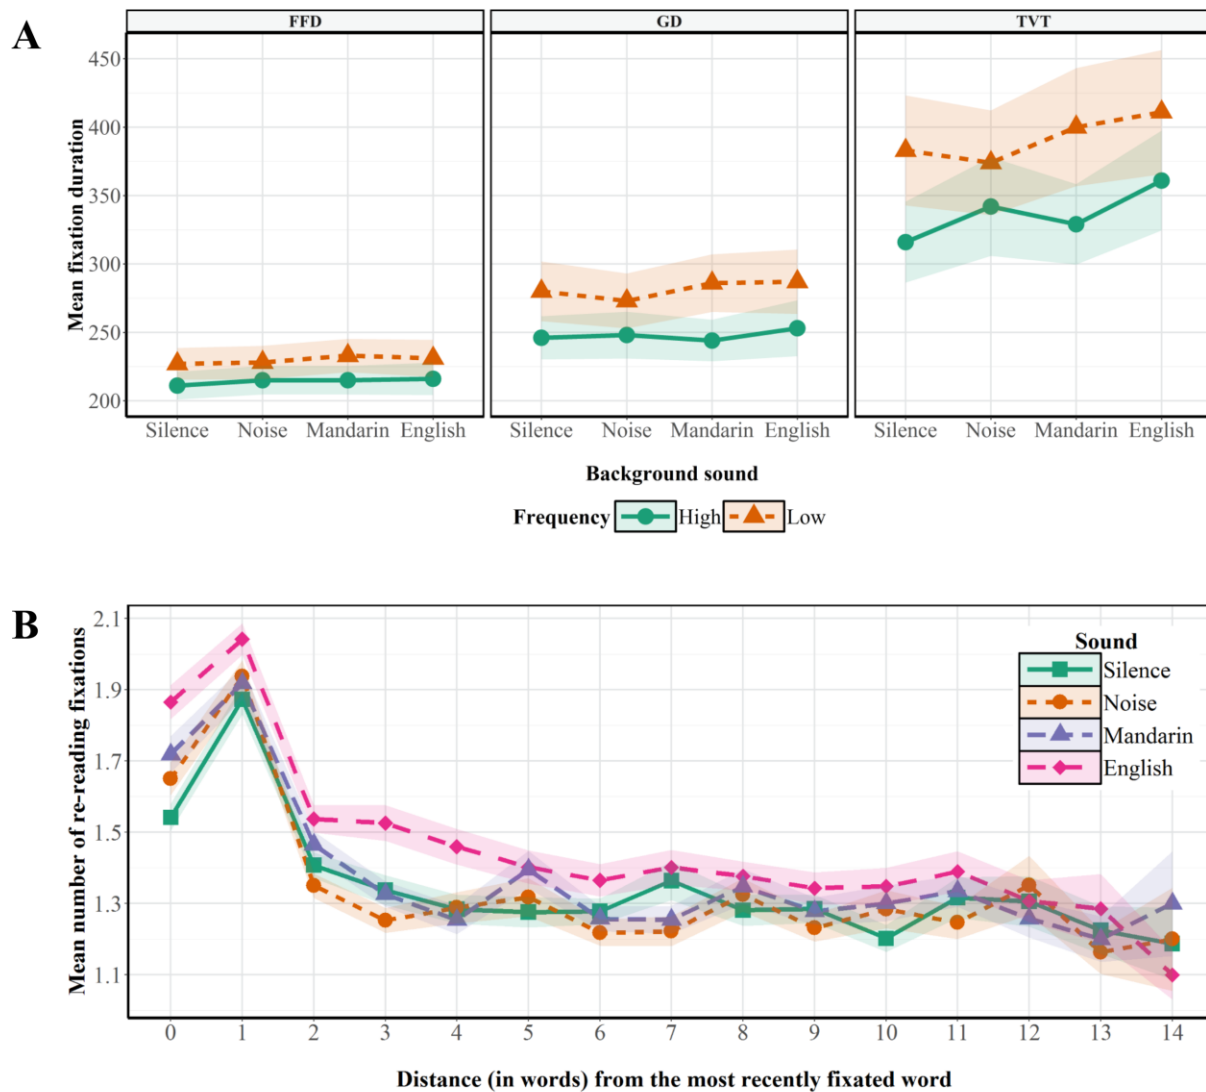 A
FFD GD TVT
Mean fixation duration
450
400
350
300
250
200
Silence Noise Mandarin English Silence Noise Mandarin English Silence Noise Mandarin English
Background sound
Frequency High Low
B
Mean number of re-reading fixations
2.1
1.9
1.7
1.5
1.3
1.1
Sound
Silence
Noise
Mandarin
English
0 1 2 3 4 5 6 7 8 9 10 11 12 13 14
Distance (in words) from the most recently fixated word